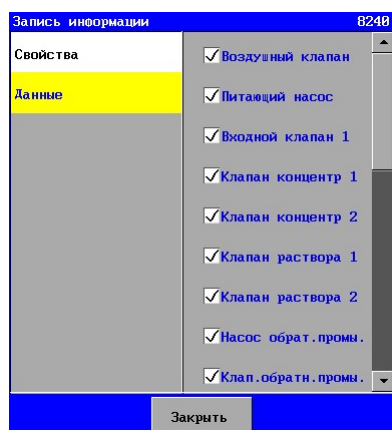 Запись информации 8240
Свойства
Данные
Воздушный клапан
Питающий насос
Входной клапан 1
Клапан концентр 1
Клапан концентр 2
Клапан раствора 1
Клапан раствора 2
Насос обрат.промы.
Клап.обратн.промы.
Закрыть